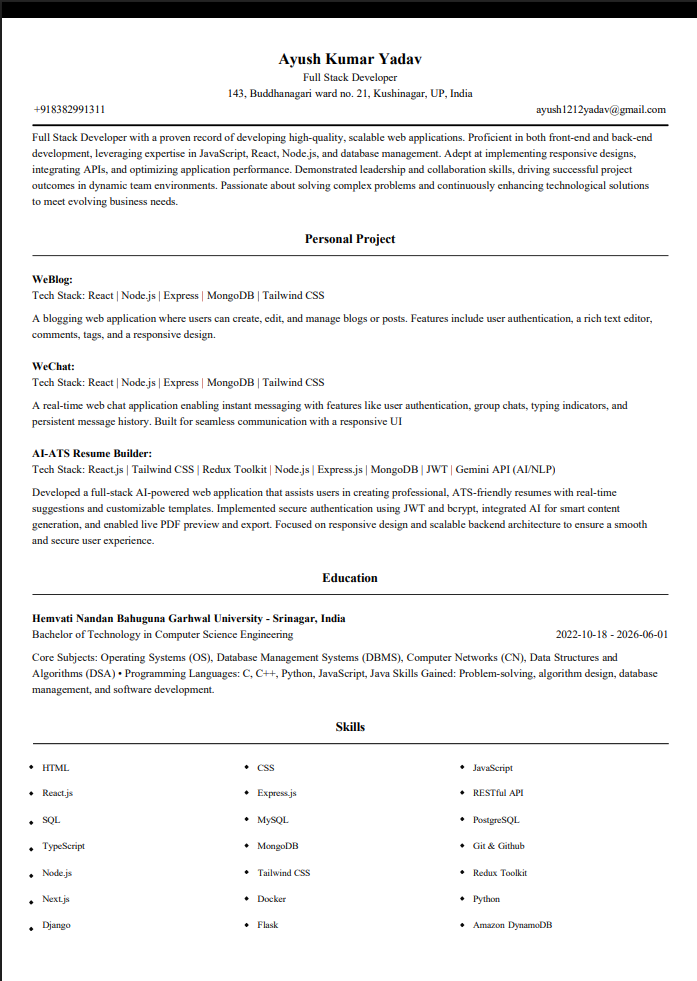 Ayush Kumar Yadav
Full Stack Developer
143, Buddhanagari ward no. 21, Kushinagar, UP, India
+918382991311 ayush1212yadav@gmail.com
Full Stack Developer with a proven record of developing high-quality, scalable web applications. Proficient in both front-end and back-end
development, leveraging expertise in JavaScript, React, Node.js, and database management. Adept at implementing responsive designs,
integrating APIs, and optimizing application performance. Demonstrated leadership and collaboration skills, driving successful project
outcomes in dynamic team environments. Passionate about solving complex problems and continuously enhancing technological solutions
to meet evolving business needs.
Personal Project
WeBlog:
Tech Stack: React | Node.js | Express | MongoDB | Tailwind CSS
A blogging web application where users can create, edit, and manage blogs or posts. Features include user authentication, a rich text editor,
comments, tags, and a responsive design.
WeChat:
Tech Stack: React | Node.js | Express | MongoDB | Tailwind CSS
A real-time web chat application enabling instant messaging with features like user authentication, group chats, typing indicators, and
persistent message history. Built for seamless communication with a responsive UI
AI-ATS Resume Builder:
Tech Stack: React.js | Tailwind CSS | Redux Toolkit | Node.js | Express.js | MongoDB | JWT | Gemini API (AI/NLP)
Developed a full-stack AI-powered web application that assists users in creating professional, ATS-friendly resumes with real-time
suggestions and customizable templates. Implemented secure authentication using JWT and bcrypt, integrated AI for smart content
generation, and enabled live PDF preview and export. Focused on responsive design and scalable backend architecture to ensure a smooth
and secure user experience.
Education
Hemvati Nandan Bahuguna Garhwal University - Srinagar, India
Bachelor of Technology in Computer Science Engineering 2022-10-18 - 2026-06-01
Core Subjects: Operating Systems (OS), Database Management Systems (DBMS), Computer Networks (CN), Data Structures and
Algorithms (DSA) • Programming Languages: C, C++, Python, JavaScript, Java Skills Gained: Problem-solving, algorithm design, database
management, and software development.
Skills
HTML CSS JavaScript
React.js Express.js RESTful API
SQL MySQL PostgreSQL
TypeScript MongoDB Git & Github
Node.js Tailwind CSS Redux Toolkit
Next.js Docker Python
Django Flask Amazon DynamoDB